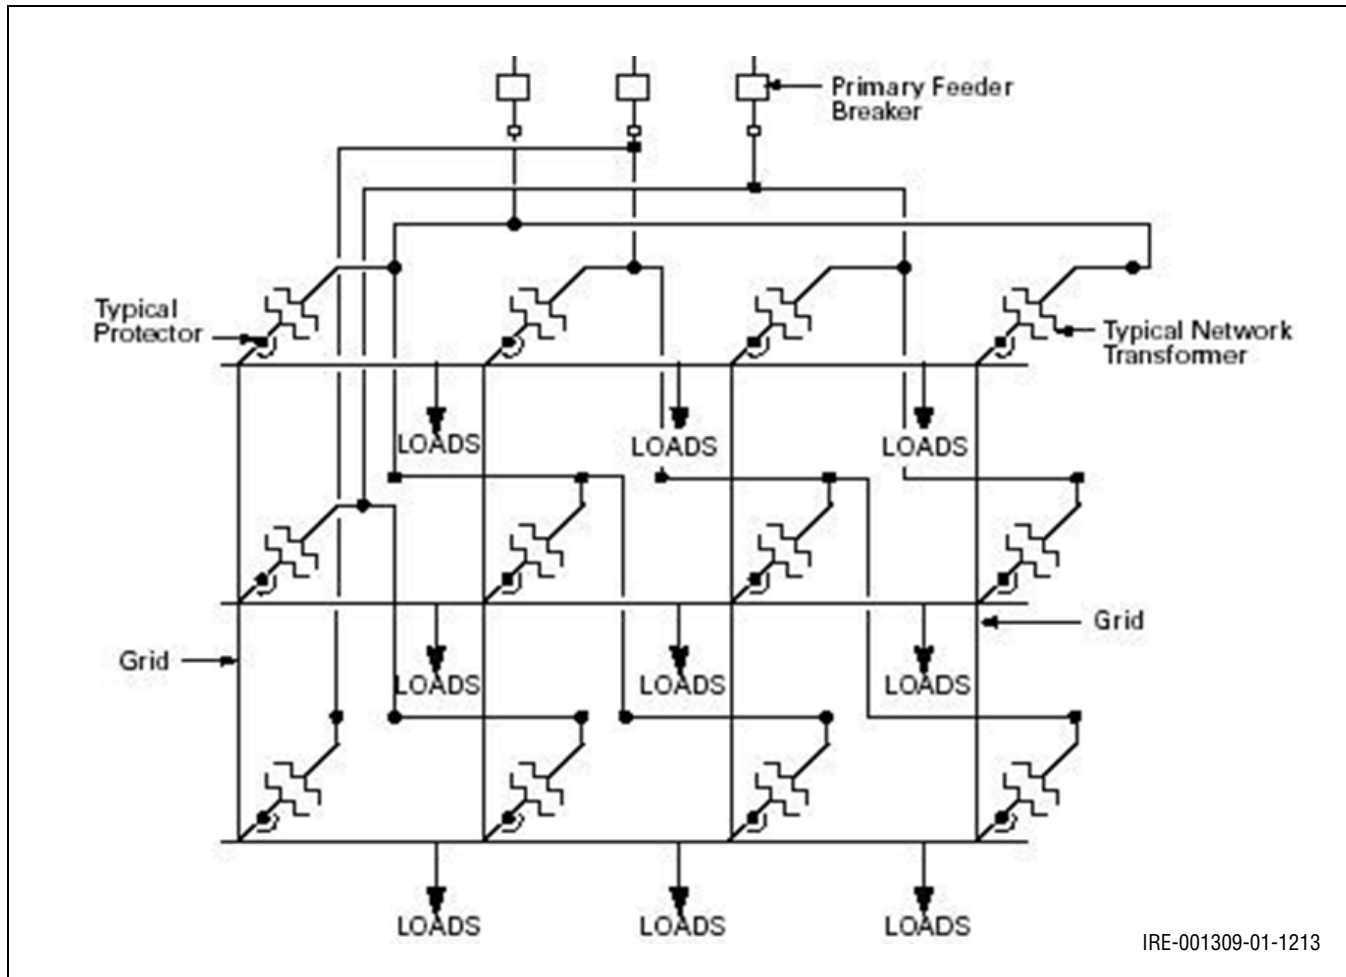 Primary Feeder
Breaker
Typical
Protector
Typical Network
Transformer
LOADS
LOADS
LOADS
Grid
Grid
LOADS
LOADS
LOADS
LOADS
LOADS
LOADS
IRE-001309-01-1213